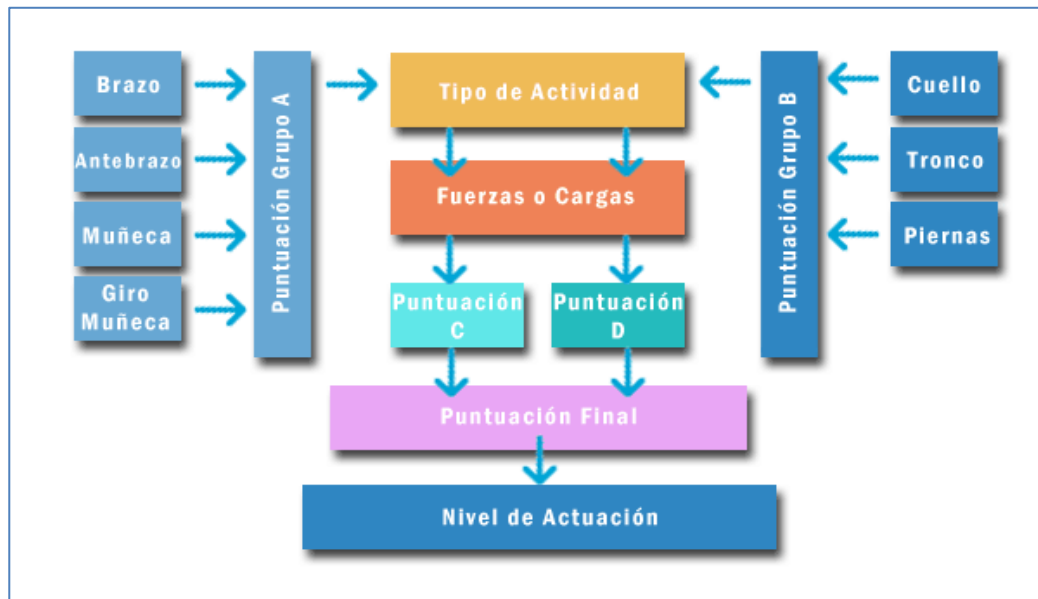 Brazo
Antebrazo
Muñeca
Giro
Muñeca
Puntuación Grupo A
Tipo de Actividad
Fuerzas o Cargas
Puntuación
C
Puntuación
D
Puntuación Final
Nivel de Actuación
Puntuación Grupo B
Cuello
Tronco
Piernas